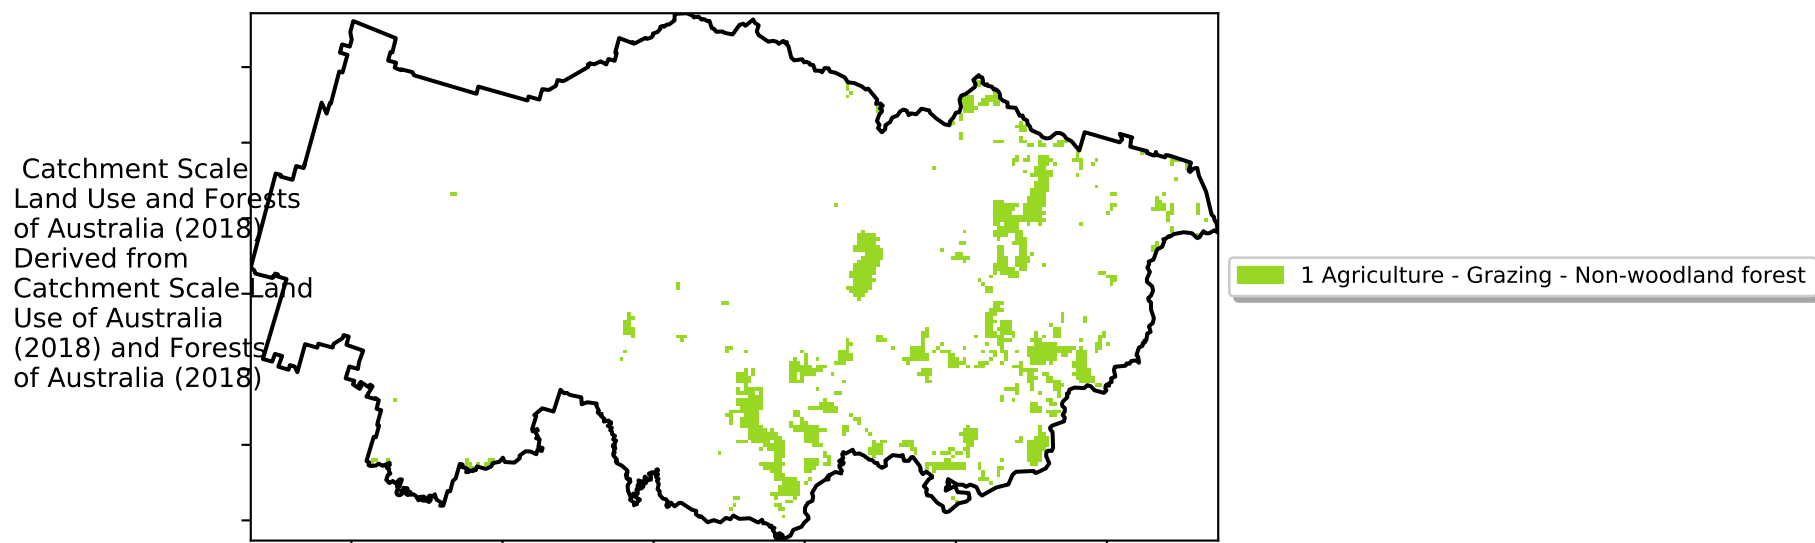 Catchment Scale
Land Use and Forests
of Australia (2018)
Derived from
Catchment Scale Land
Use of Australia
(2018) and Forests
of Australia (2018)
1 Agriculture - Grazing - Non-woodland forest